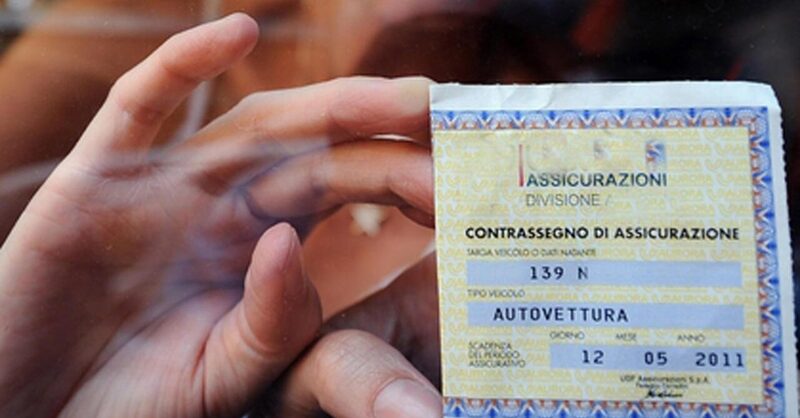 ASSICURAZIONI
DIVISIONE /
CONTRASSEGNO DI ASSICURAZIONE
TARGA VEICOLO O DATI NATANTE
139 N
TIPO VEICOLO
AUTOVETTURA
GIORNO MESE ANNO
SCADENZA
DEL PERIODO
ASSICURATIVO
12 05 2011
UGF Assicurazioni S.p.A.